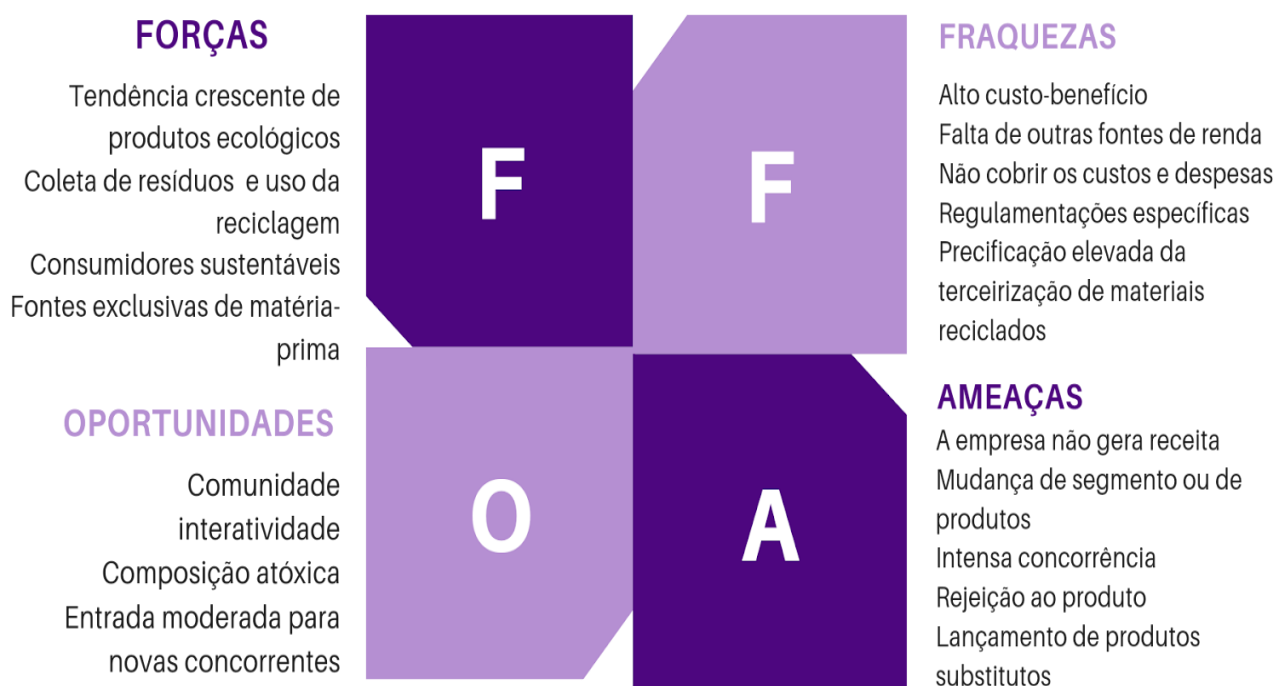 FORÇAS
Tendência crescente de
produtos ecológicos
Coleta de resíduos e uso da
reciclagem
Consumidores sustentáveis
Fontes exclusivas de matéria-
prima
F
F
FRAQUEZAS
Alto custo-benefício
Falta de outras fontes de renda
Não cobrir os custos e despesas
Regulamentações específicas
Precificação elevada da
terceirização de materiais
reciclados
OPORTUNIDADES
Comunidade
interatividade
Composição atóxica
Entrada moderada para
novas concorrentes
O
A
AMEAÇAS
A empresa não gera receita
Mudança de segmento ou de
produtos
Intensa concorrência
Rejeição ao produto
Lançamento de produtos
substitutos